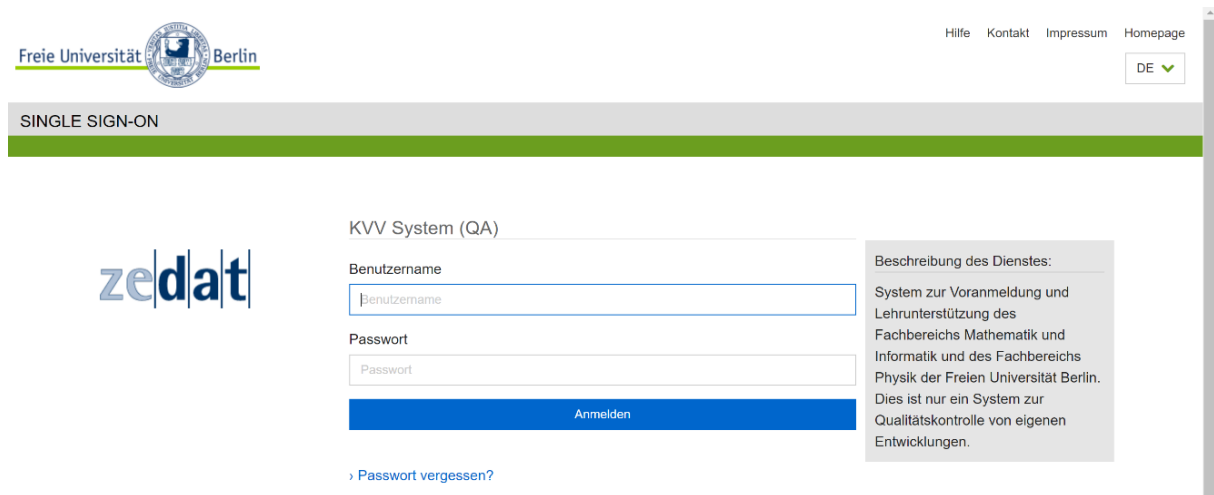 Freie Universität Berlin
Hilfe Kontakt Impressum Homepage
DE
SINGLE SIGN-ON
zedat
KVV System (QA)
Benutzername
Benutzername
Passwort
Passwort
Anmelden
› Passwort vergessen?
Beschreibung des Dienstes:
System zur Voranmeldung und
Lehrunterstützung des
Fachbereichs Mathematik und
Informatik und des Fachbereichs
Physik der Freien Universität Berlin.
Dies ist nur ein System zur
Qualitätskontrolle von eigenen
Entwicklungen.